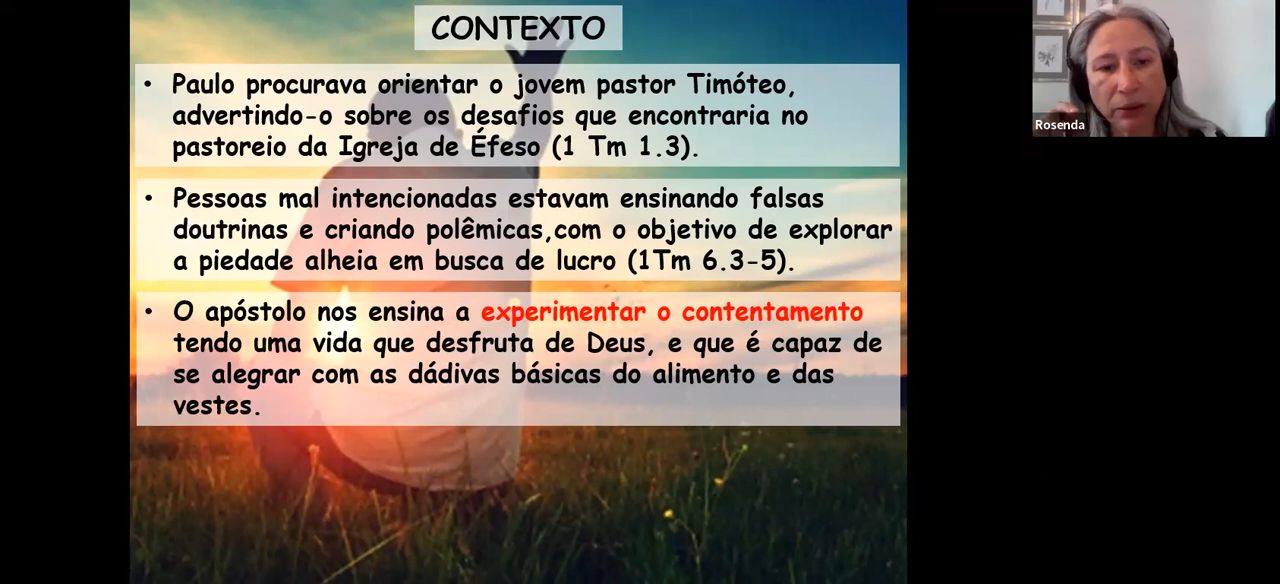 CONTEXTO
• Paulo procurava orientar o jovem pastor Timóteo,
advertindo-o sobre os desafios que encontraria no
pastoreio da Igreja de Éfeso (1 Tm 1.3).
• Pessoas mal intencionadas estavam ensinando falsas
doutrinas e criando polêmicas,com o objetivo de explorar
a piedade alheia em busca de lucro (1Tm 6.3-5).
• O apóstolo nos ensina a experimentar o contentamento
tendo uma vida que desfruta de Deus, e que é capaz de
se alegrar com as dádivas básicas do alimento e das
vestes.
Rosenda